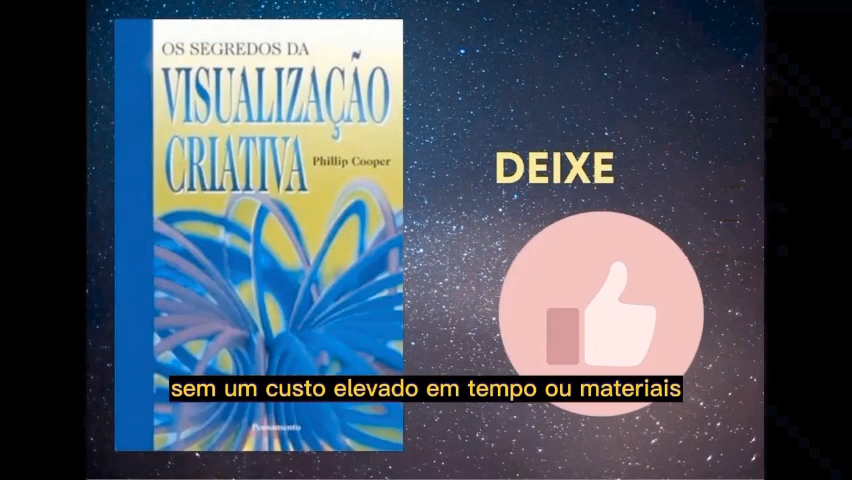 OS SEGREDOS DA
VISUALIZAÇÃO
CRIATIVA
Phillip Cooper
Pensamento
DEIXE
sem um custo elevado em tempo ou materiais